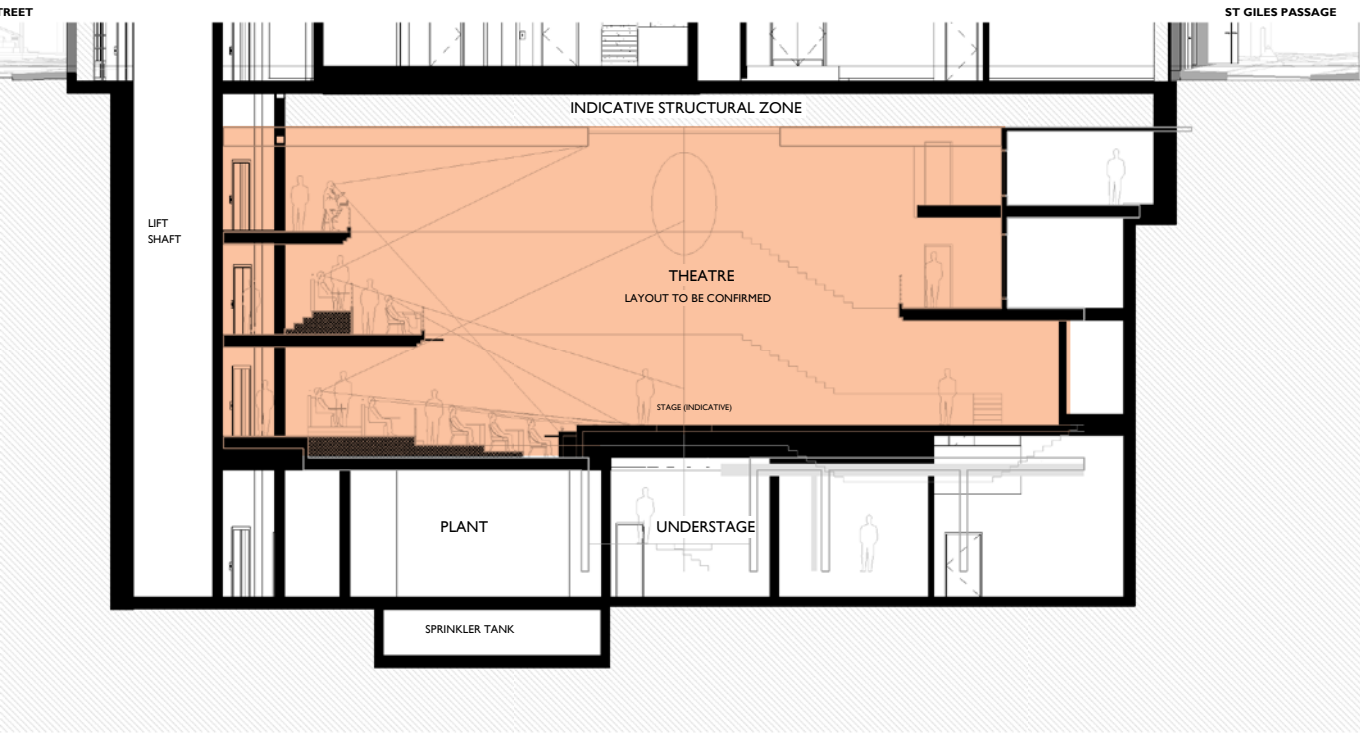 TREET
ST GILES PASSAGE
INDICATIVE STRUCTURAL ZONE
LIFT
SHAFT
THEATRE
LAYOUT TO BE CONFIRMED
STAGE (INDICATIVE)
PLANT
UNDERSTAGE
SPRINKLER TANK